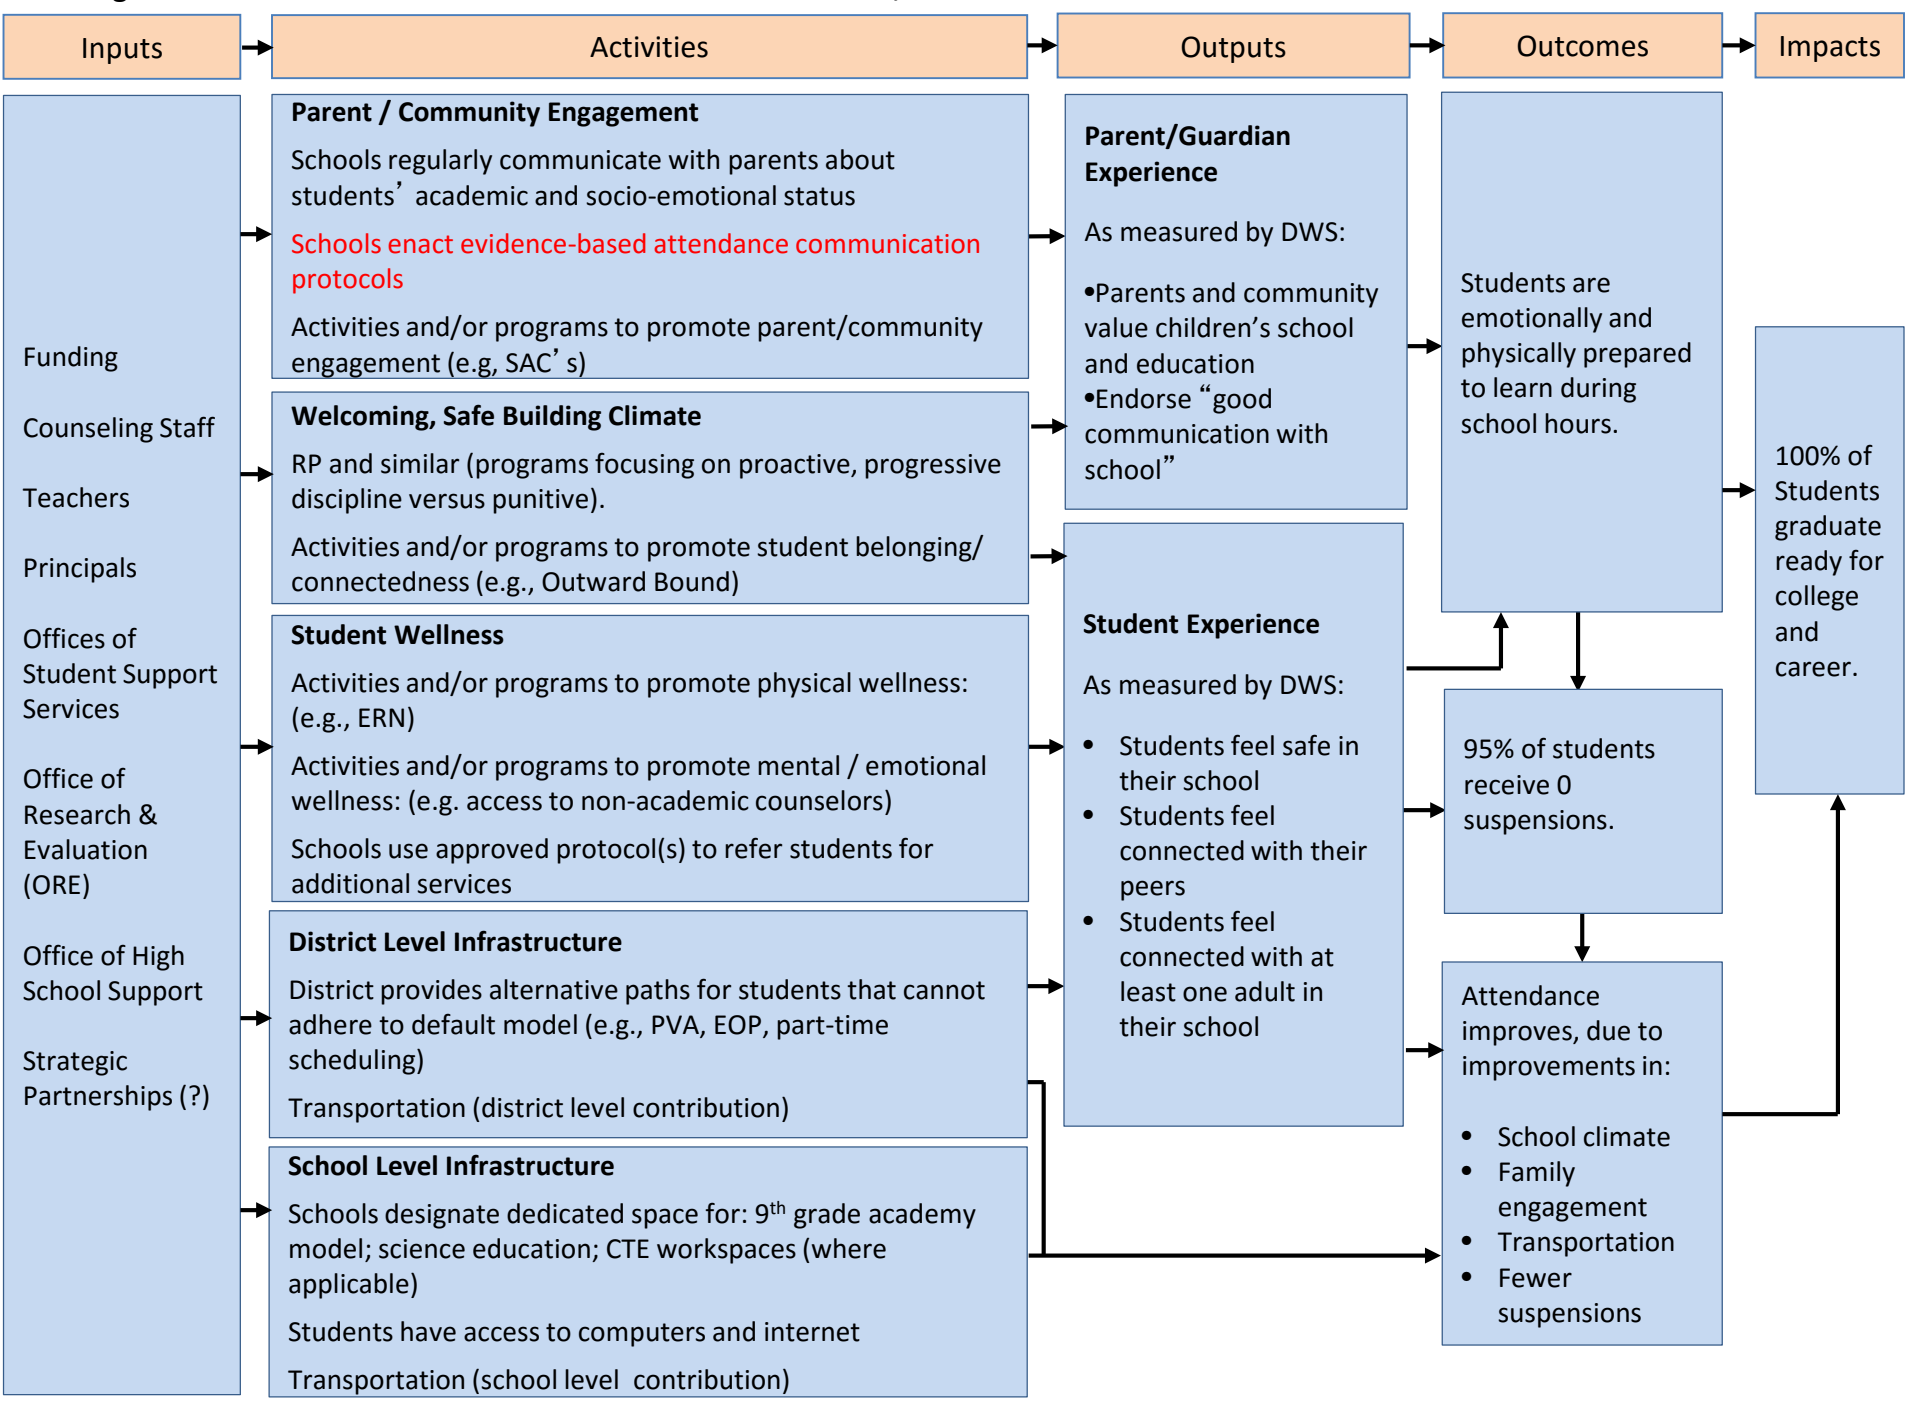 Inputs
Activities
Outputs
Outcomes
Impacts
Funding
Counseling Staff
Teachers
Principals
Offices of
Student Support
Services
Office of
Research &
Evaluation
(ORE)
Office of High
School Support
Strategic
Partnerships (?)
Parent / Community Engagement
Schools regularly communicate with parents about
students’ academic and socio-emotional status
Schools enact evidence-based attendance communication
protocols
Activities and/or programs to promote parent/community
engagement (e.g, SAC’s)
Welcoming, Safe Building Climate
RP and similar (programs focusing on proactive, progressive
discipline versus punitive).
Activities and/or programs to promote student belonging/
connectedness (e.g., Outward Bound)
Student Wellness
Activities and/or programs to promote physical wellness:
(e.g., ERN)
Activities and/or programs to promote mental / emotional
wellness: (e.g. access to non-academic counselors)
Schools use approved protocol(s) to refer students for
additional services
District Level Infrastructure
District provides alternative paths for students that cannot
adhere to default model (e.g., PVA, EOP, part-time
scheduling)
Transportation (district level contribution)
School Level Infrastructure
Schools designate dedicated space for: 9th grade academy
model; science education; CTE workspaces (where
applicable)
Students have access to computers and internet
Transportation (school level contribution)
Parent/Guardian
Experience
As measured by DWS:
•Parents and community
value children’s school
and education
•Endorse “good
communication with
school”
Student Experience
As measured by DWS:
• Students feel safe in
their school
• Students feel
connected with their
peers
• Students feel
connected with at
least one adult in
their school
Students are
emotionally and
physically prepared
to learn during
school hours.
95% of students
receive 0
suspensions.
Attendance
improves, due to
improvements in:
• School climate
• Family
engagement
• Transportation
• Fewer
suspensions
100% of
Students
graduate
ready for
college
and
career.